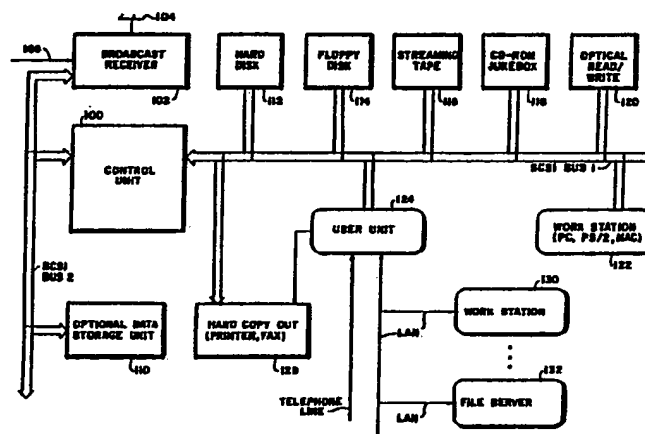 104
106
BROADCAST
RECEIVER
102
HARD
DISK
112
FLOPPY
DISK
114
STREAMING
TAPE
116
CD-ROM
JUKEBOX
118
OPTICAL
READ/
WRITE
120
100
CONTROL
UNIT
SCSI BUS 1
124
USER UNIT
WORK STATION
(PC, PS/2, MAC)
122
SCSI
BUS 2
130
WORK STATION
OPTIONAL DATA
STORAGE UNIT
110
HARD COPY OUT
(PRINTER, FAX)
LAN
132
FILE SERVER
TELEPHONE
LINE
LAN